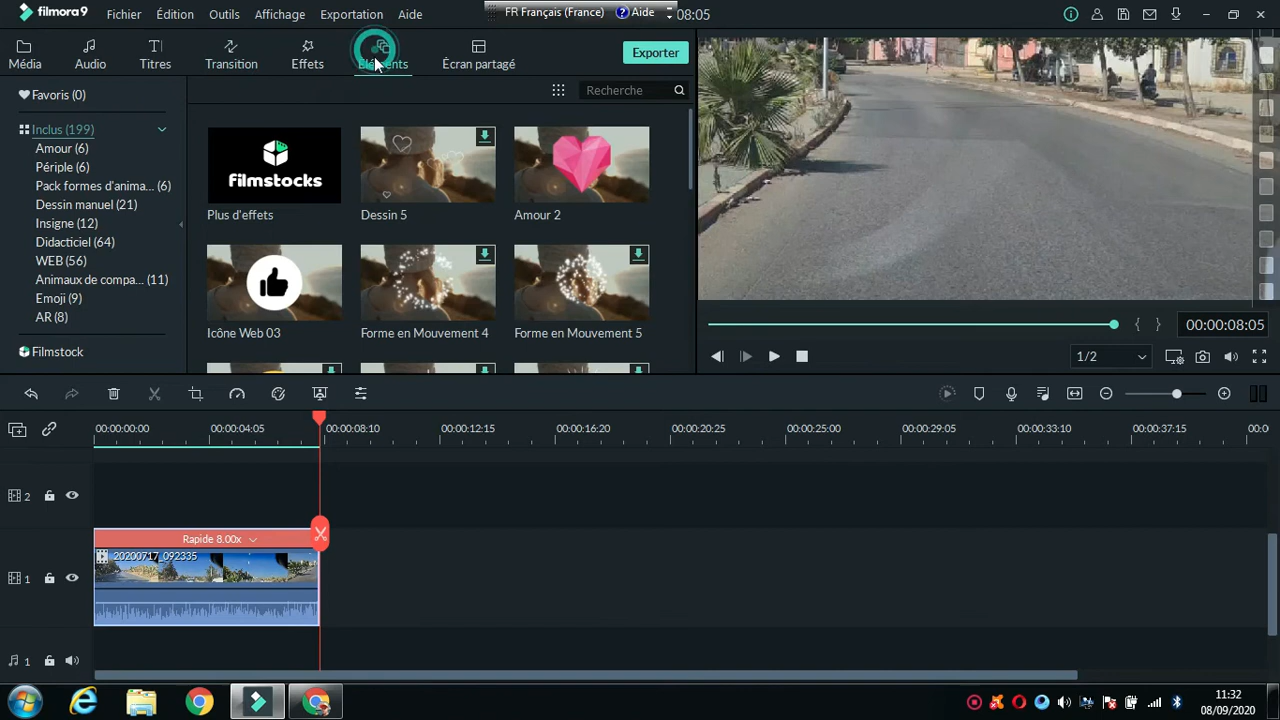 filmora9 Fichier Édition Outils Affichage Exportation Aide FR Français (France) ? Aide 08:05
Média Audio Titres Transition Effets Eléments Écran partagé Exporter
Favoris (0)
Recherche
Inclus (199)
Amour (6)
Périple (6)
Pack formes d'anima... (6)
Dessin manuel (21)
Insigne (12)
Didacticiel (64)
WEB (56)
Animaux de compa... (11)
Emoji (9)
AR (8)
Filmstock
filmstocks
Plus d'effets Dessin 5 Amour 2
Icône Web 03 Forme en Mouvement 4 Forme en Mouvement 5
00:00:08:05
1/2
00:00:00:00 00:00:04:05 00:00:08:10 00:00:12:15 00:00:16:20 00:00:20:25 00:00:25:00 00:00:29:05 00:00:33:10 00:00:37:15 00:0
2
Rapide 8.00x
20200717_092335
1
1
11:32
08/09/2020